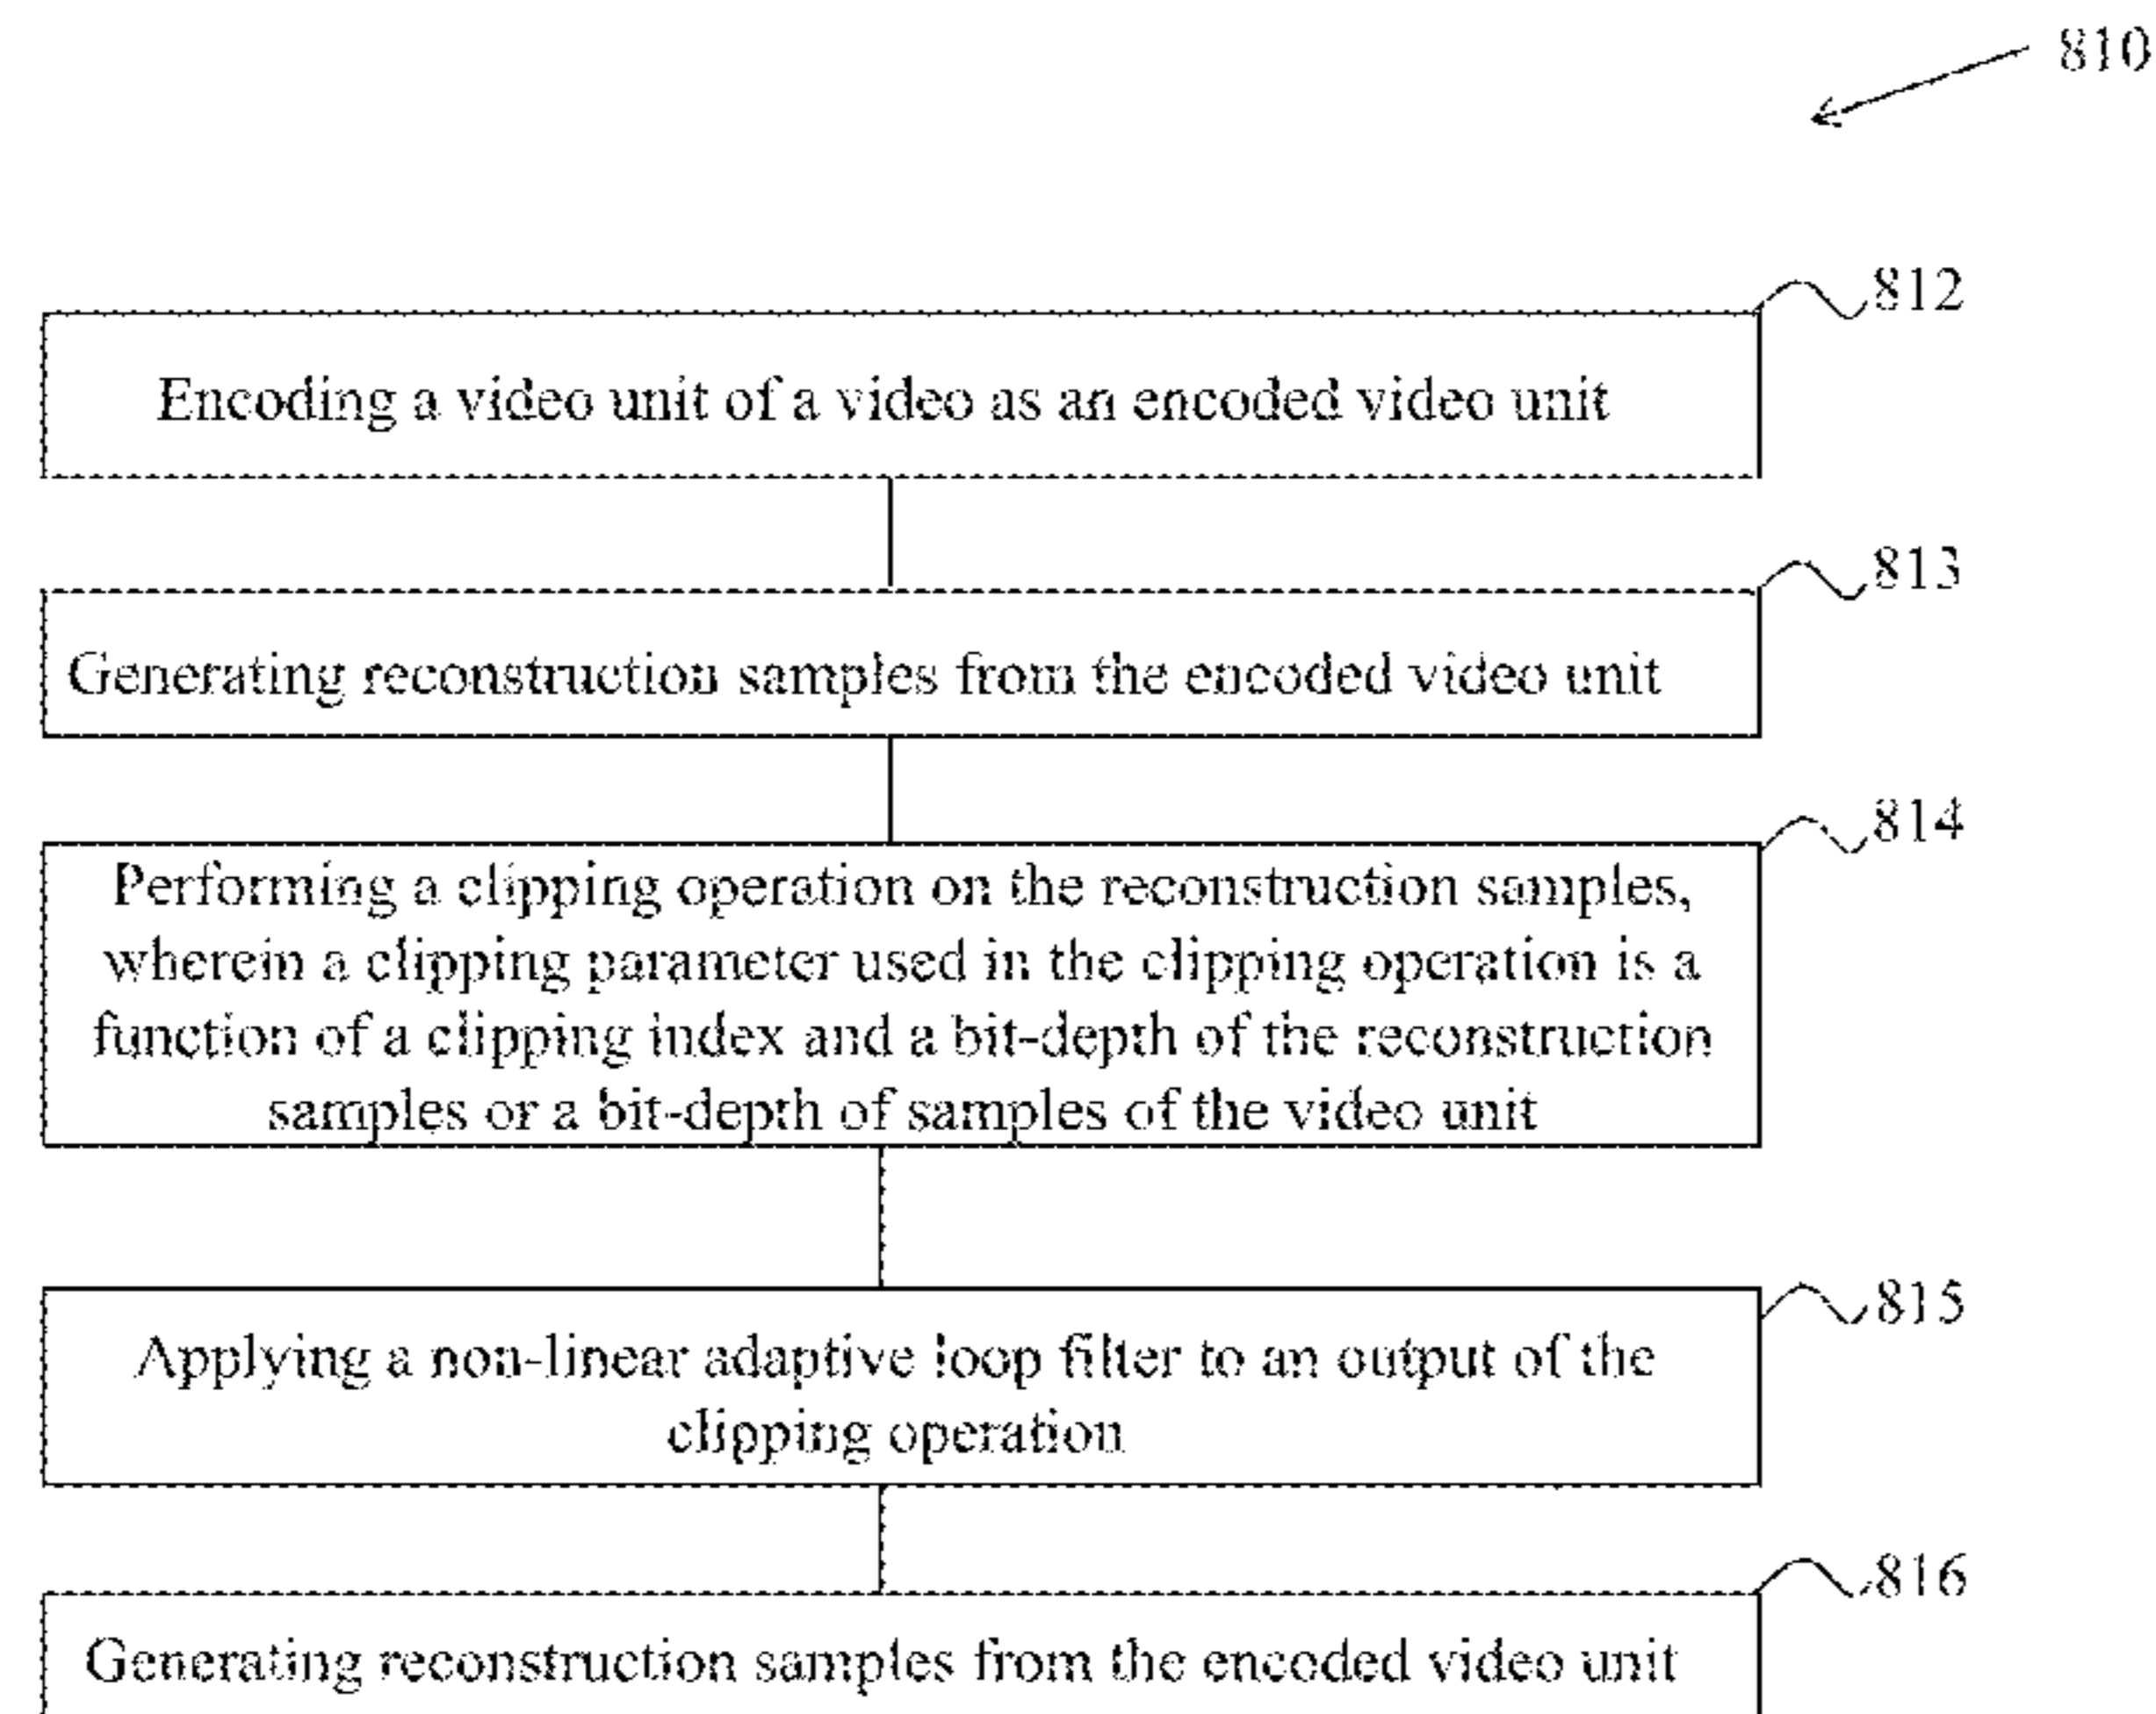 810
812
Encoding a video unit of a video as an encoded video unit
813
Generating reconstruction samples from the encoded video unit
814
Performing a clipping operation on the reconstruction samples,
wherein a clipping parameter used in the clipping operation is a
function of a clipping index and a bit-depth of the reconstruction
samples or a bit-depth of samples of the video unit
815
Applying a non-linear adaptive loop filter to an output of the
clipping operation
816
Generating reconstruction samples from the encoded video unit